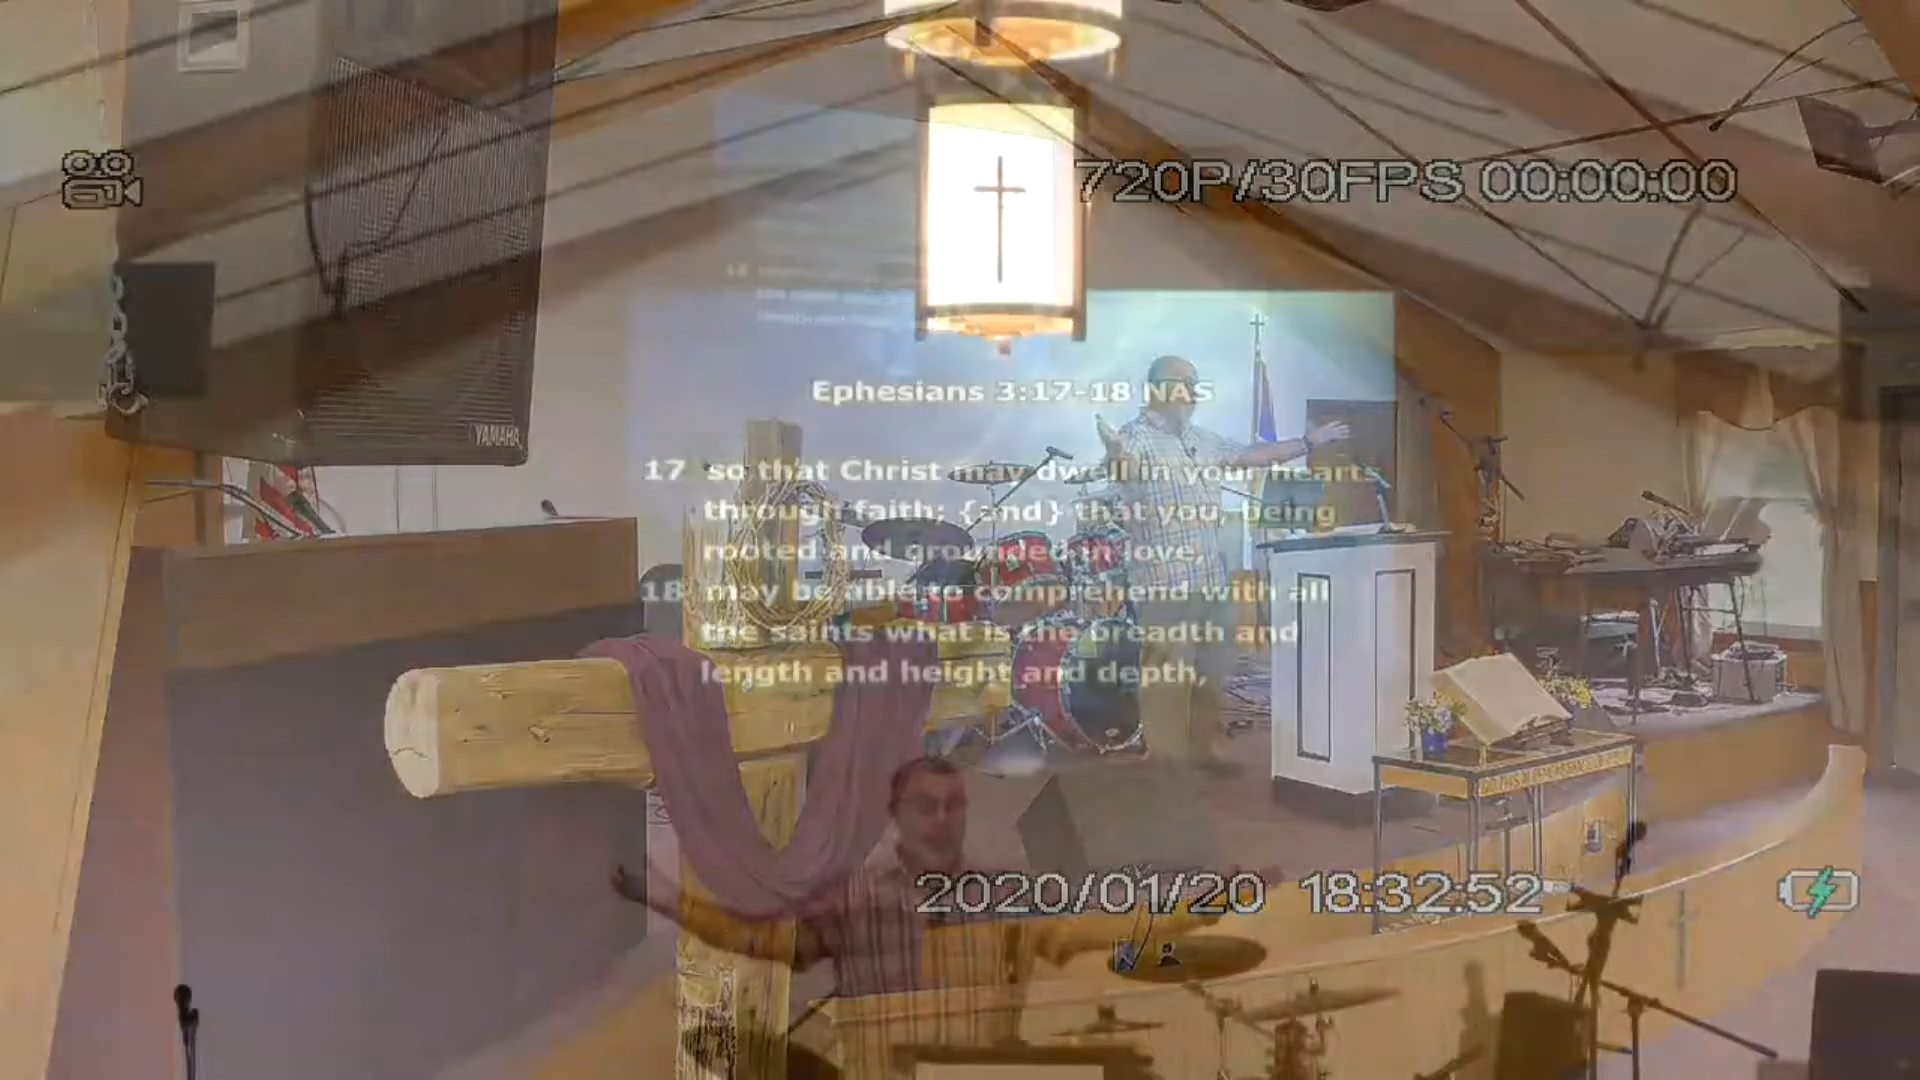 720P/30FPS 00:00:00
Ephesians 3:17-18 NAS
YAMAHA
17 so that Christ may dwell in your hearts
through faith; {and} that you, being
rooted and grounded in love,
18 may be able to comprehend with all
the saints what is the breadth and
length and height and depth,
2020/01/20 18:32:52